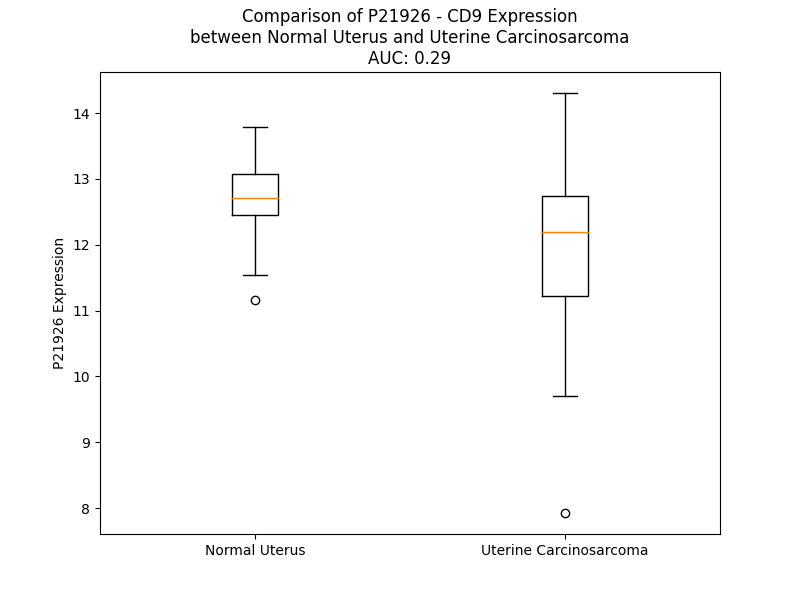 Comparison of P21926 - CD9 Expression
between Normal Uterus and Uterine Carcinosarcoma
AUC: 0.29
14
13
12
11
10
9
8
P21926 Expression
Normal Uterus
Uterine Carcinosarcoma